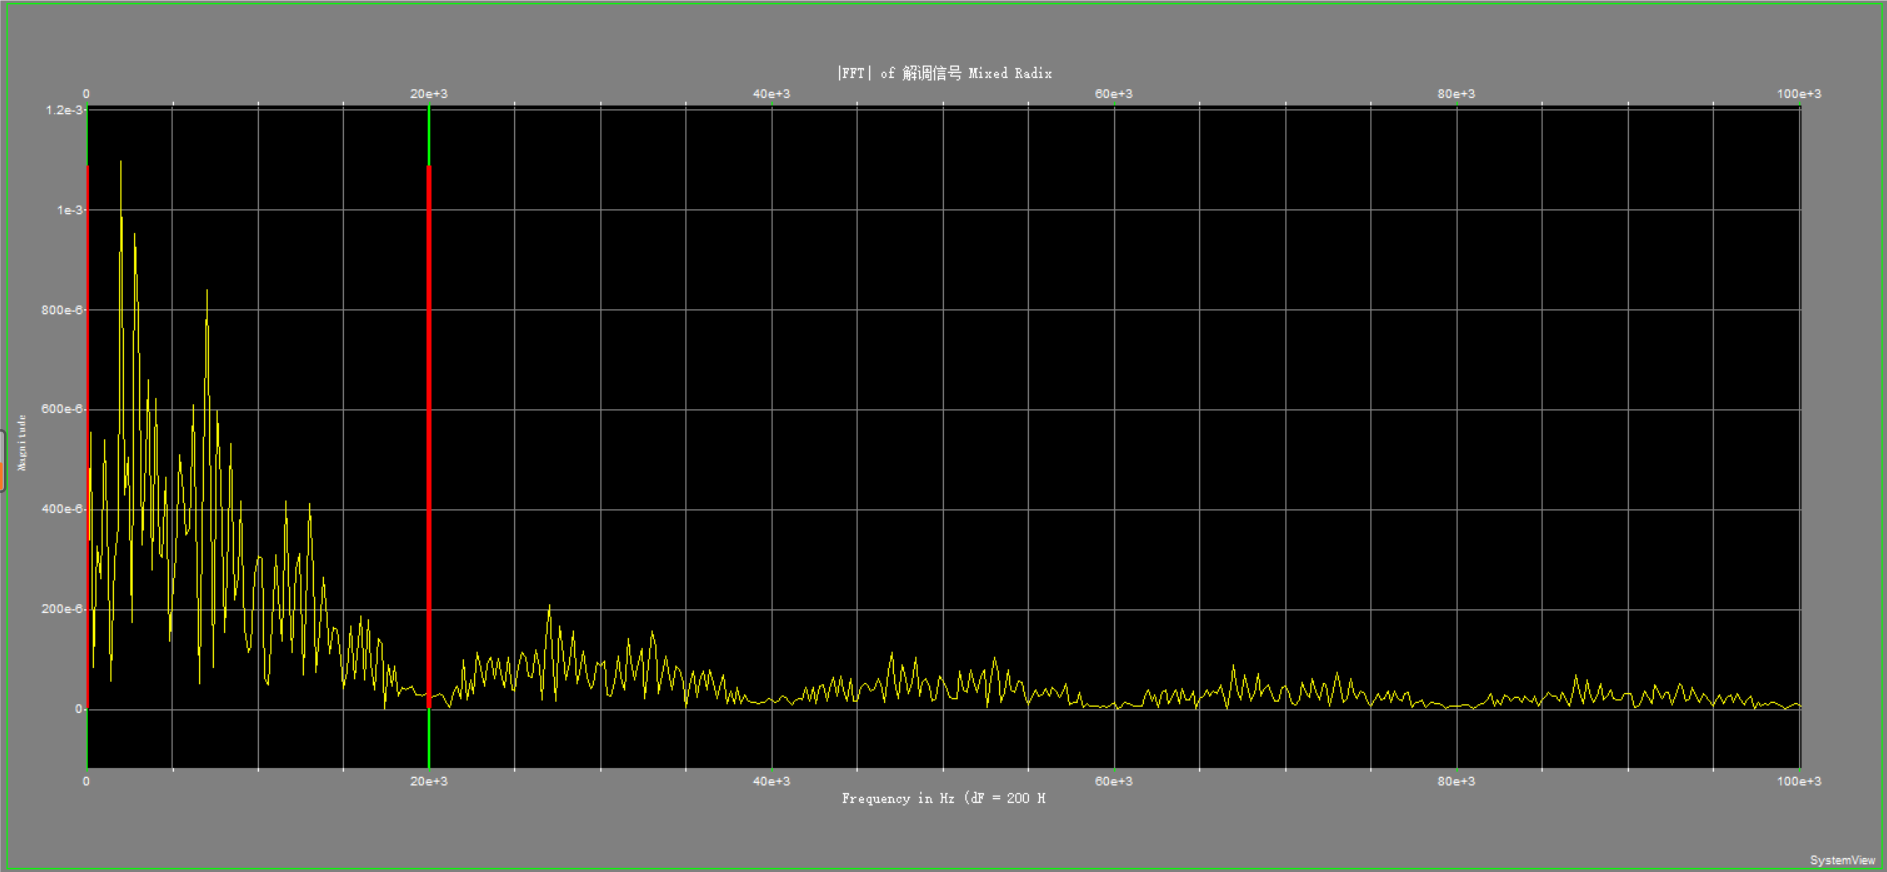 |FFT| of 解调信号 Mixed Radix
0 20e+3 40e+3 60e+3 80e+3 100e+3
1.2e-3
1e-3
800e-6
600e-6
400e-6
200e-6
0
Magnitude
0 20e+3 40e+3 60e+3 80e+3 100e+3
Frequency in Hz (dF = 200 H
SystemView